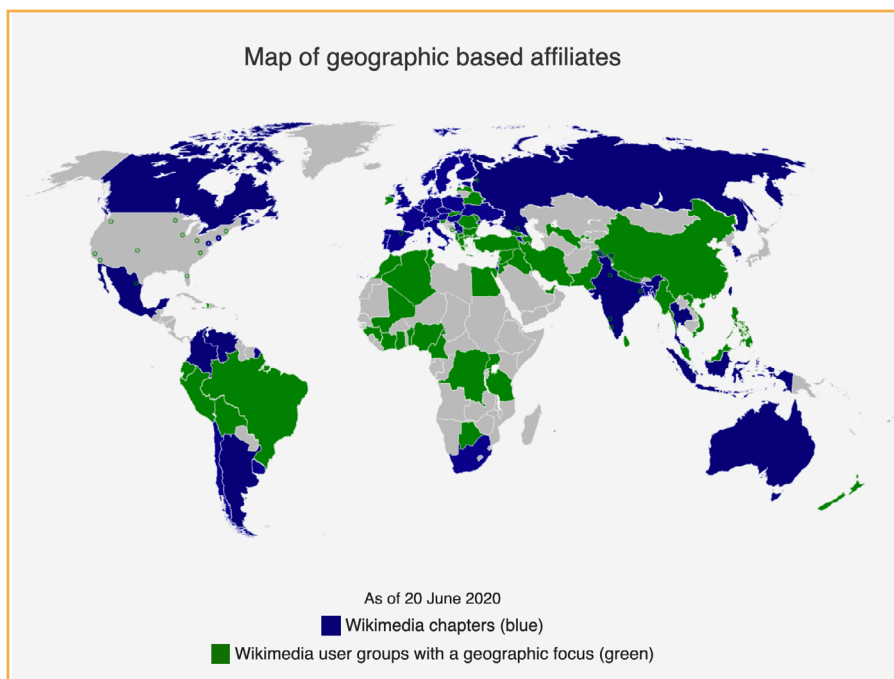 Map of geographic based affiliates
As of 20 June 2020
Wikimedia chapters (blue)
Wikimedia user groups with a geographic focus (green)